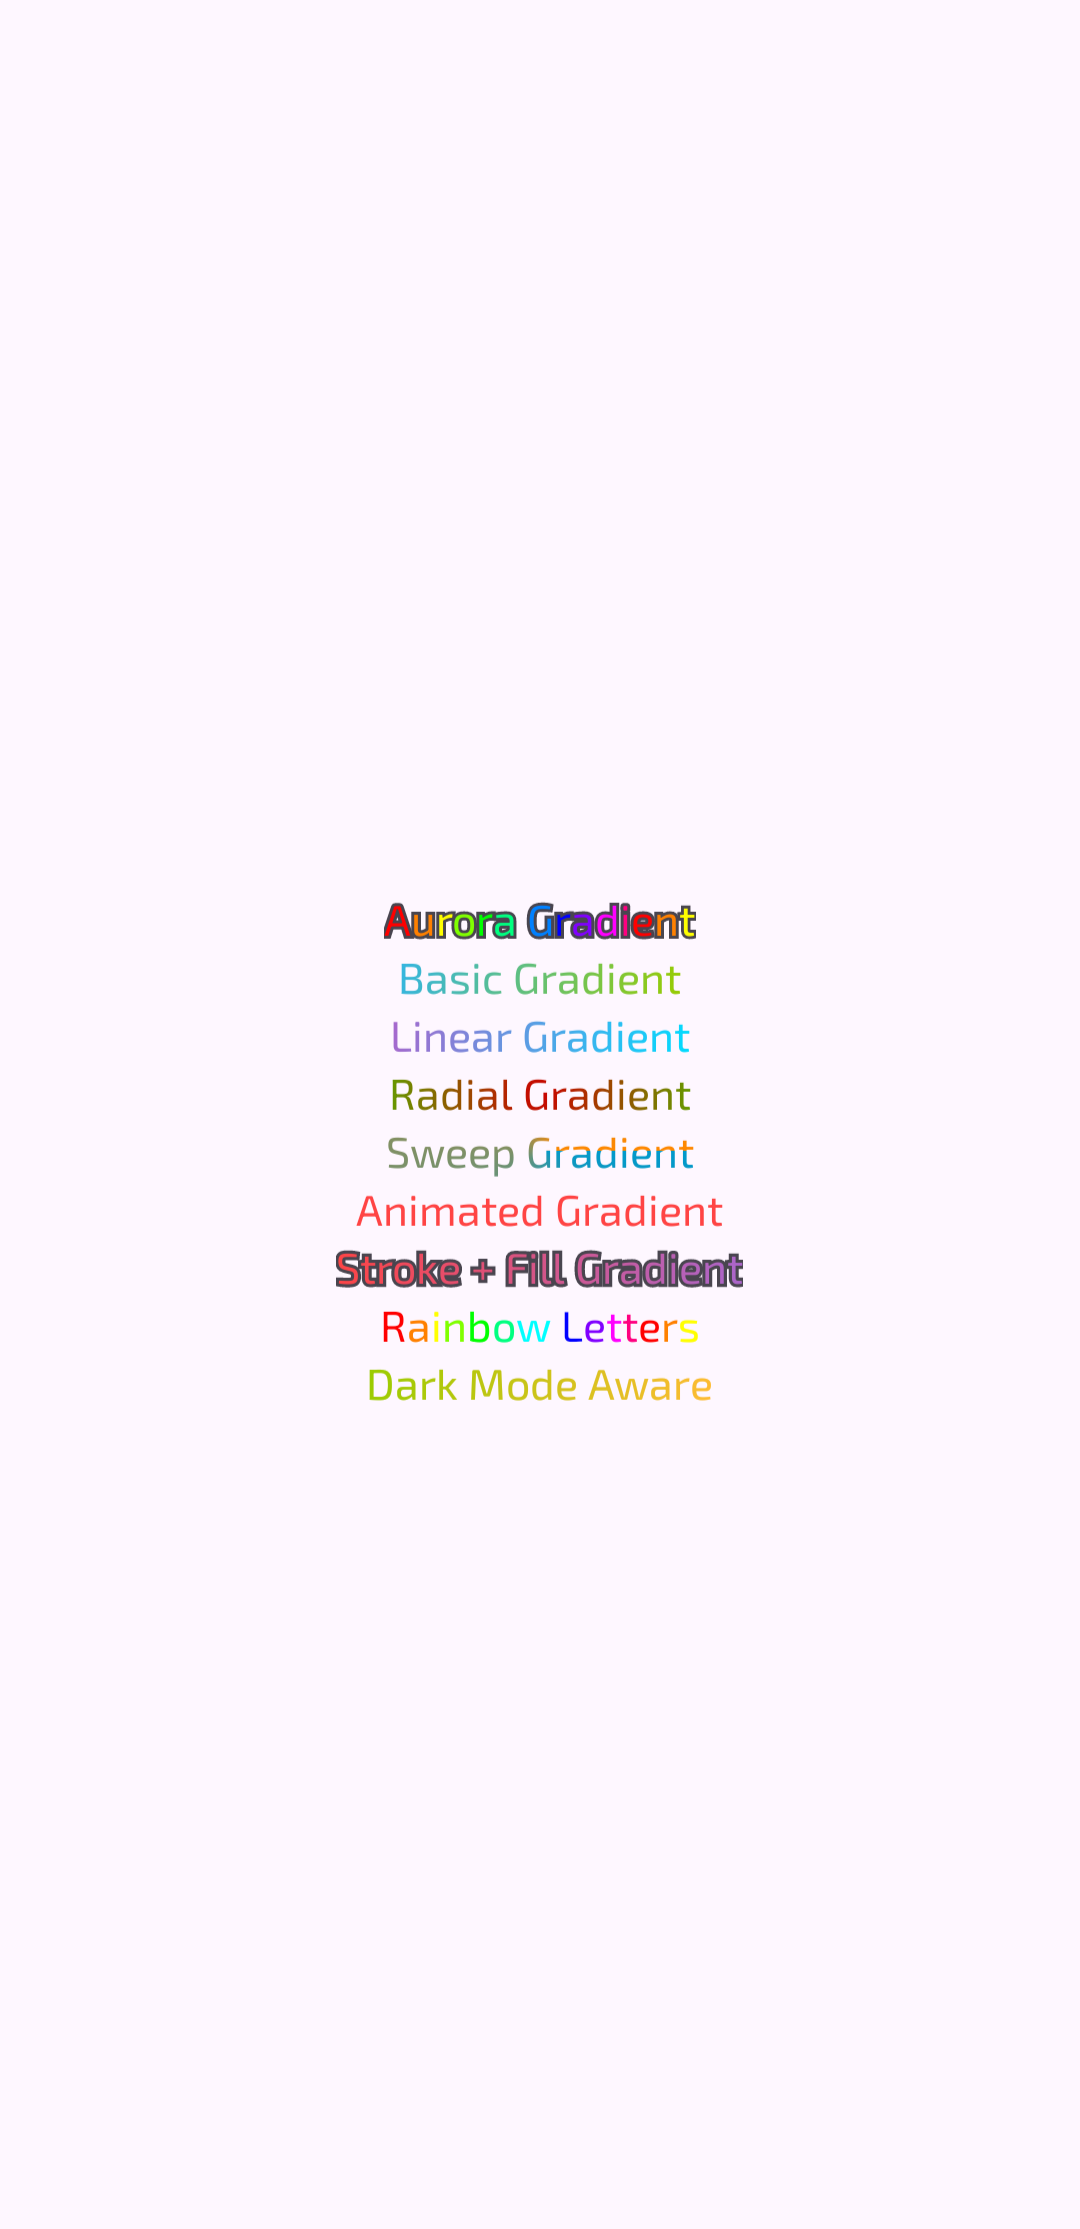 Aurora Gradient
Basic Gradient
Linear Gradient
Radial Gradient
Sweep Gradient
Animated Gradient
Stroke + Fill Gradient
Rainbow Letters
Dark Mode Aware